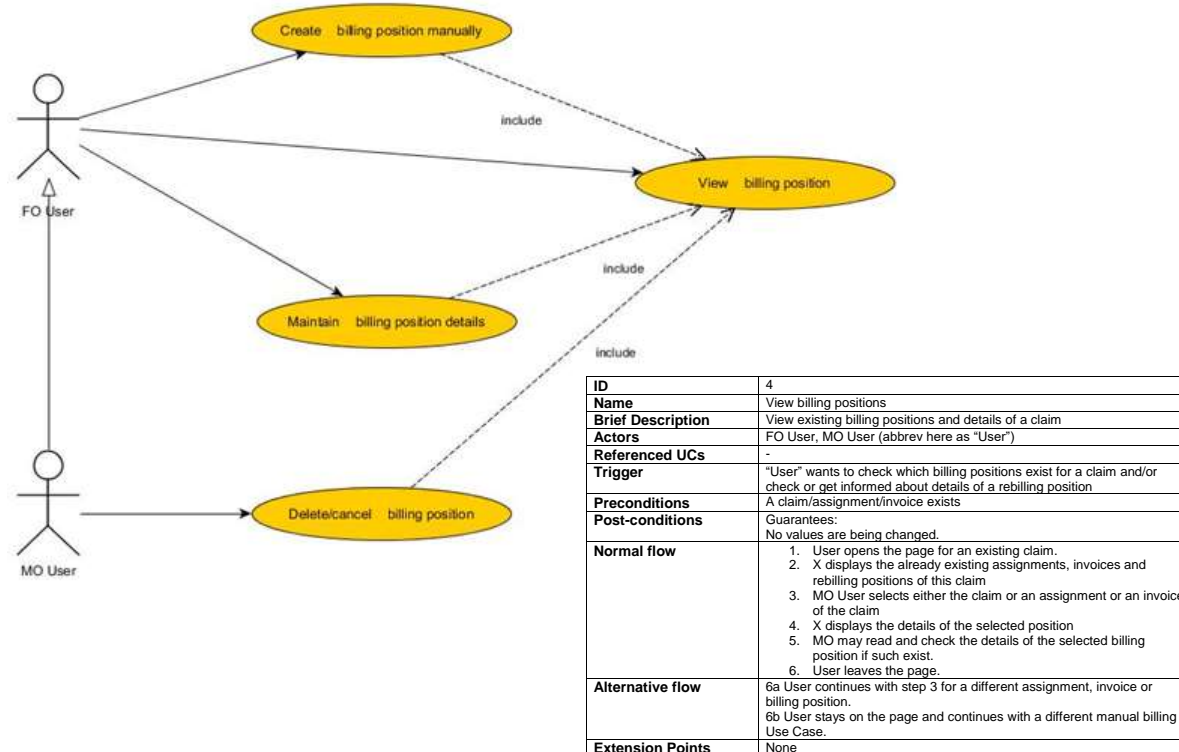 Create billing position manually
include
View billing position
FO User
include
Maintain billing position details
include
Delete/cancel billing position
MO User
ID 4
Name View billing positions
Brief Description View existing billing positions and details of a claim
Actors FO User, MO User (abbrev here as “User”)
Referenced UCs -
Trigger “User” wants to check which billing positions exist for a claim and/or
check or get informed about details of a rebilling position
Preconditions A claim/assignment/invoice exists
Post-conditions Guarantees:
No values are being changed.
Normal flow 1. User opens the page for an existing claim.
2. X displays the already existing assignments, invoices and
rebilling positions of this claim
3. MO User selects either the claim or an assignment or an invoice
of the claim
4. X displays the details of the selected position
5. MO may read and check the details of the selected billing
position if such exist.
6. User leaves the page.
Alternative flow 6a User continues with step 3 for a different assignment, invoice or
billing position.
6b User stays on the page and continues with a different manual billing
Use Case.
Extension Points None